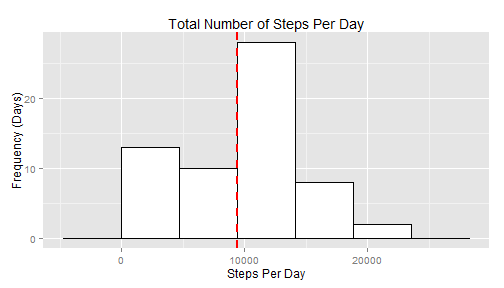 Total Number of Steps Per Day
Frequency (Days)
20
10
0
0
10000
20000
Steps Per Day